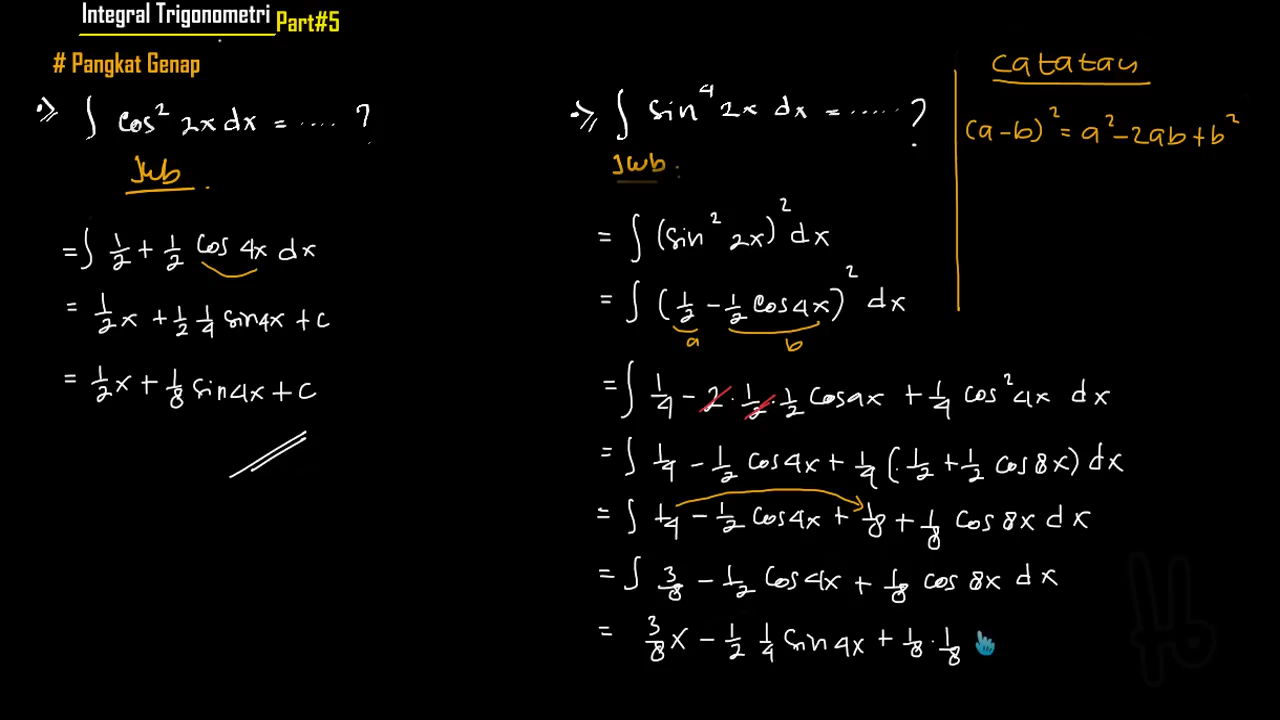 Integral Trigonometri Part#5
# Pangkat Genap
∫ cos² 2x dx = ..... ?
Jwb
= ∫ 1/2 + 1/2 cos 4x dx
= 1/2 x + 1/2 1/4 sin 4x + c
= 1/2 x + 1/8 sin 4x + c
∫ sin⁴ 2x dx = ..... ?
Jwb :
= ∫ (sin² 2x)² dx
= ∫ (1/2 - 1/2 cos 4x)² dx
a b
= ∫ 1/4 - 2 . 1/2 . 1/2 cos 4x + 1/4 cos² 4x dx
= ∫ 1/4 - 1/2 cos 4x + 1/4 (1/2 + 1/2 cos 8x) dx
= ∫ 1/4 - 1/2 cos 4x + 1/8 + 1/8 cos 8x dx
= ∫ 3/8 - 1/2 cos 4x + 1/8 cos 8x dx
= 3/8 x - 1/2 1/4 sin 4x + 1/8 . 1/8
catatan
(a-b)² = a² - 2ab + b²